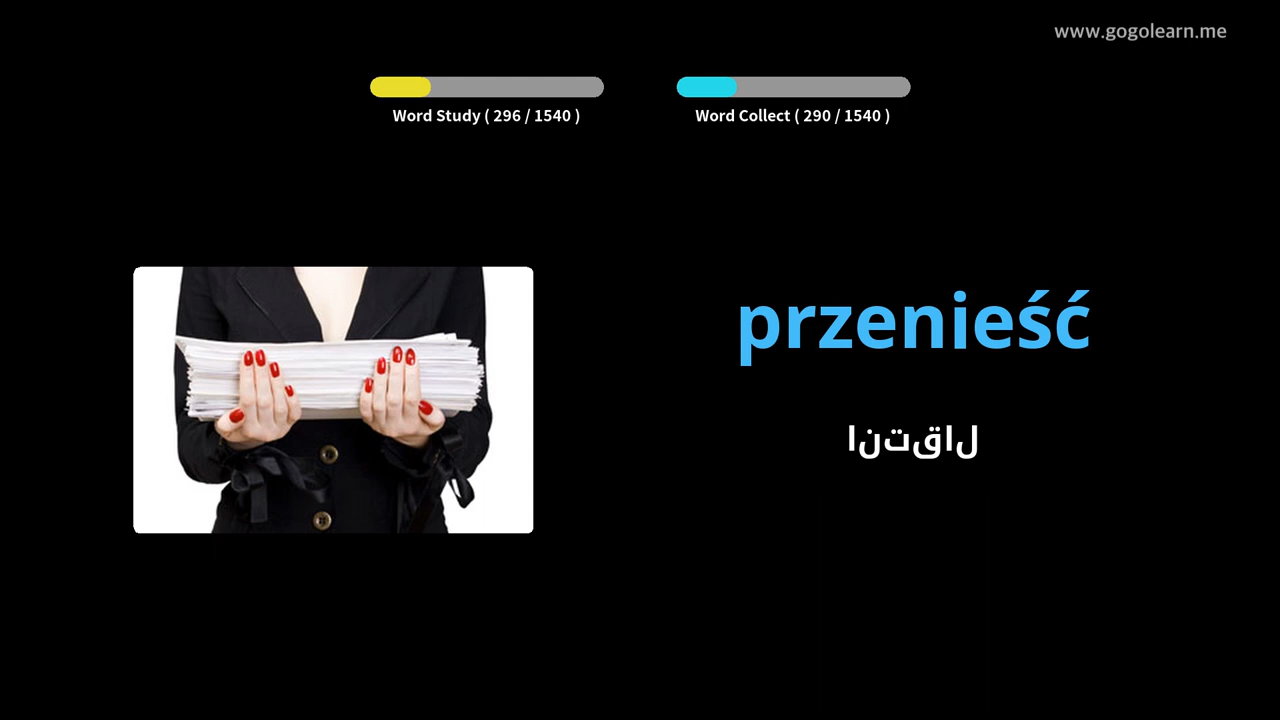 www.gogolearn.me
Word Study ( 296 / 1540 )
Word Collect ( 290 / 1540 )
przenieść
انتقال